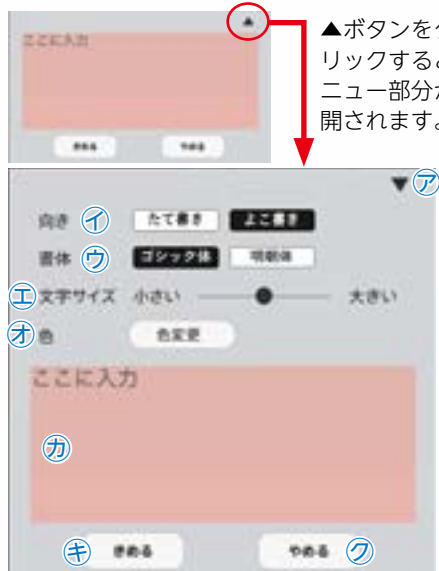 ▲
ここに入力
きめる
やめる
▲ボタンをク
リックすると
ニュー部分が
開されます。
▼ ア
向き イ たて書き よこ書き
書体 ウ ゴシック体 明朝体
エ 文字サイズ 小さい 大きい
オ 色 色変更
ここに入力
カ
キ きめる やめる ク